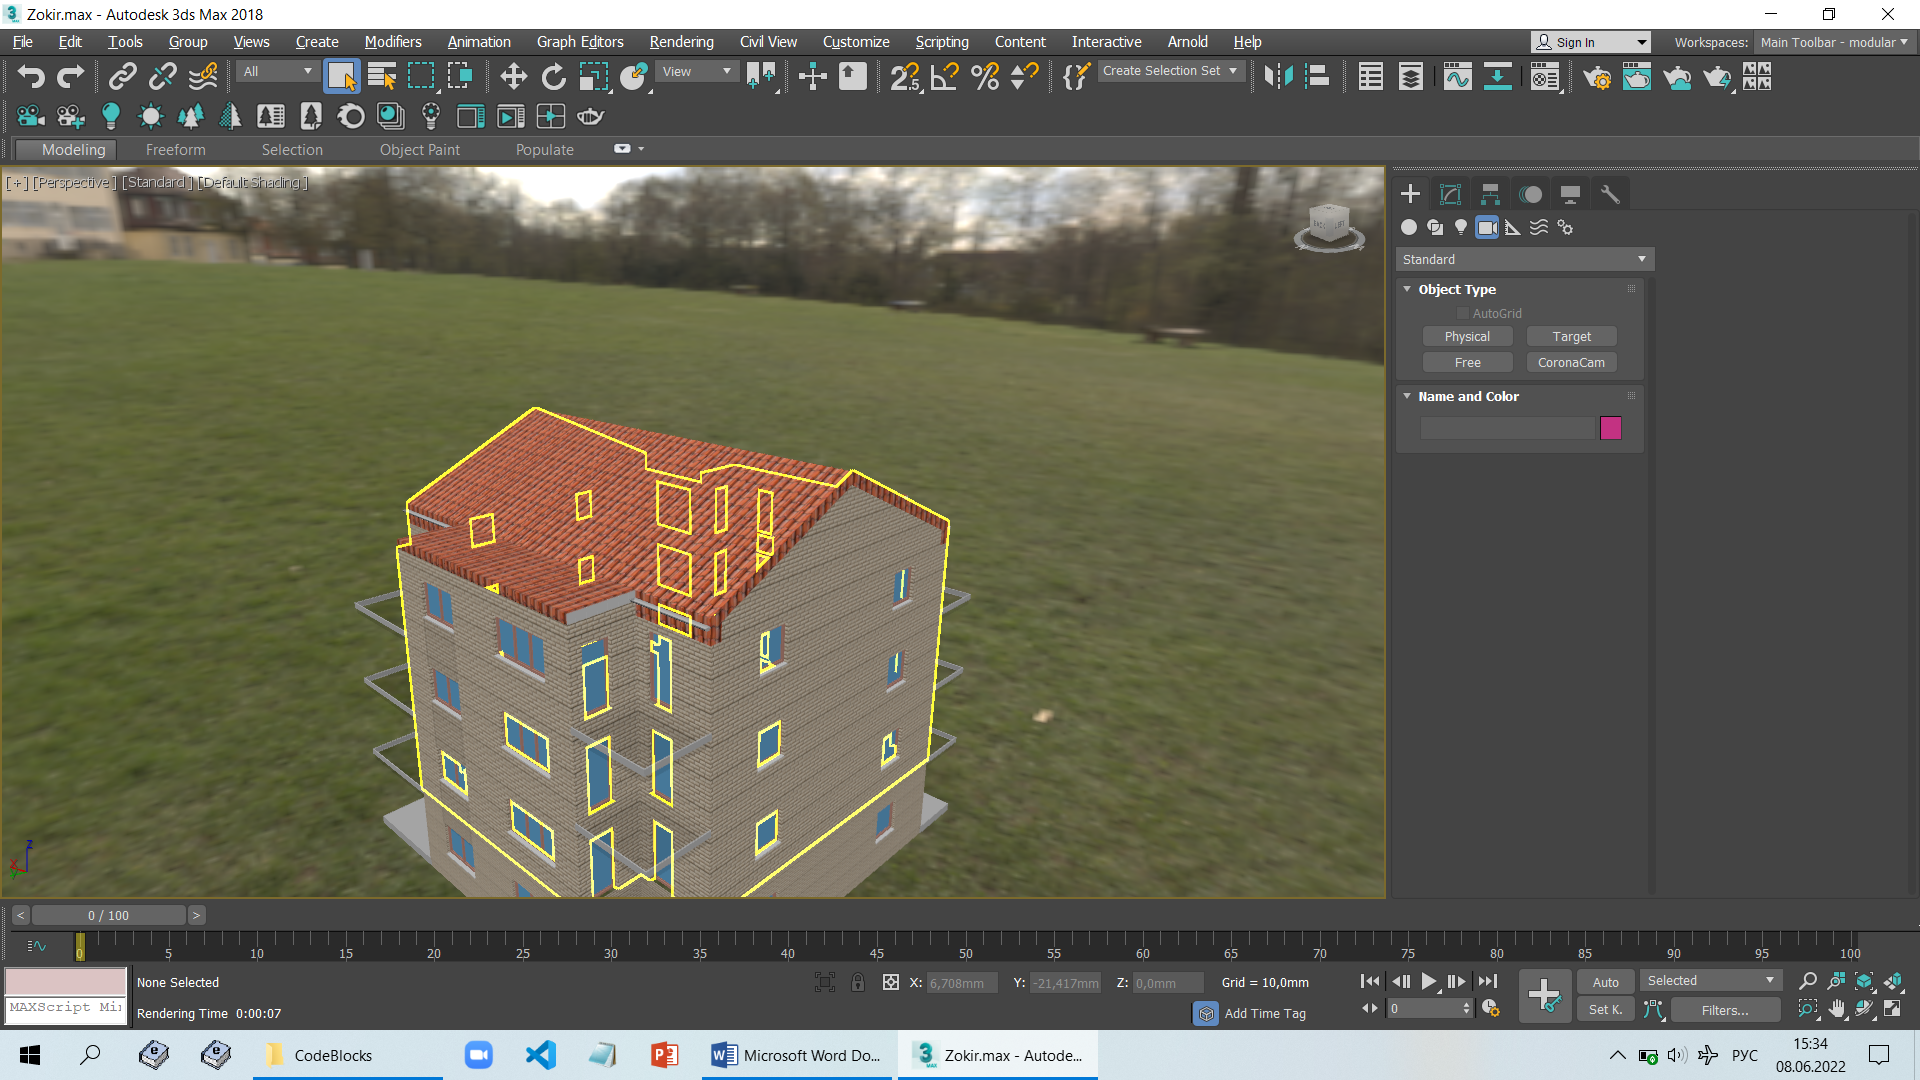 Zokir.max - Autodesk 3ds Max 2018
File Edit Tools Group Views Create Modifiers Animation Graph Editors Rendering Civil View Customize Scripting Content Interactive Arnold Help
Sign In
Workspaces: Main Toolbar - modular
All
View
2.5
Create Selection Set
Modeling Freeform Selection Object Paint Populate
[+] [Perspective] [Standard] [Default Shading]
Standard
Object Type
AutoGrid
Physical Target
Free CoronaCam
Name and Color
z
< 0 / 100 >
0 5 10 15 20 25 30 35 40 45 50 55 60 65 70 75 80 85 90 95 100
None Selected
X: 6,708mm Y: -21,417mm Z: 0,0mm Grid = 10,0mm
Auto Selected
MAXScript Mi
Rendering Time 0:00:07
Add Time Tag
0
Set K. Filters...
CodeBlocks
Microsoft Word Do...
Zokir.max - Autode...
РУС
15:34
08.06.2022